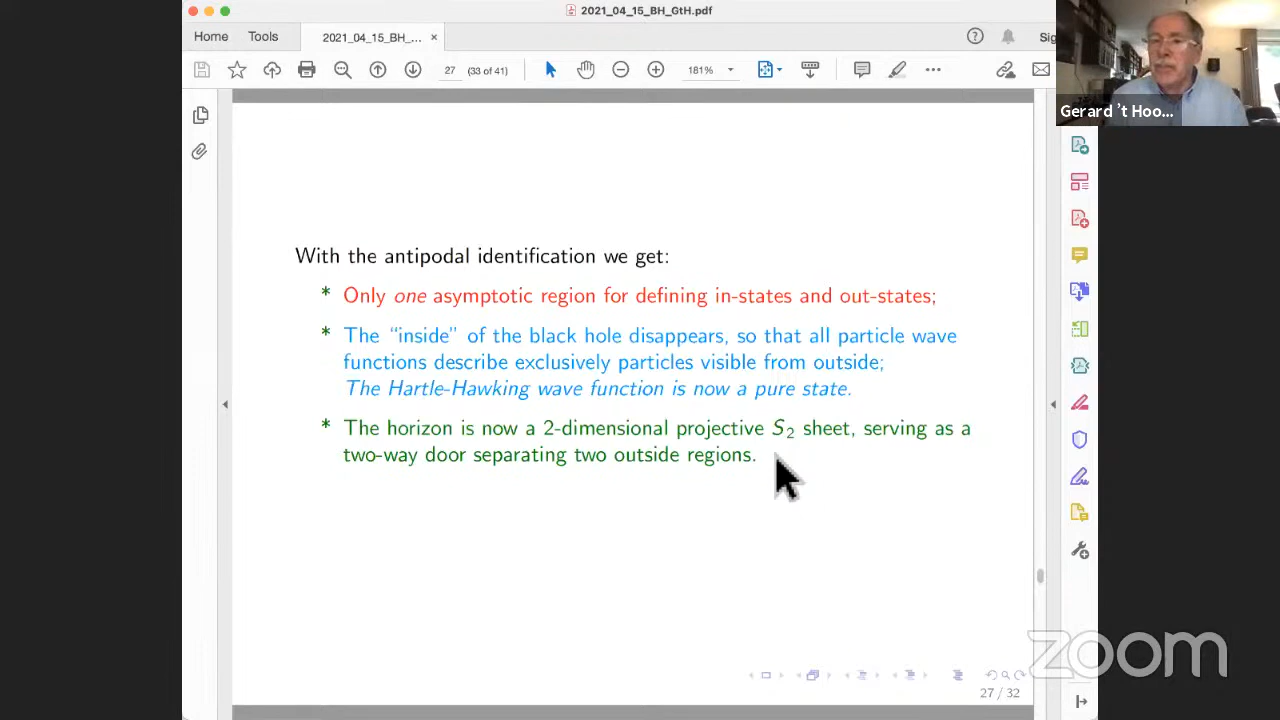 2021_04_15_BH_GtH.pdf
Home Tools 2021_04_15_BH_... × Sig
27 (33 of 41) 181%
Gerard ’t Hoo...
With the antipodal identification we get:
* Only one asymptotic region for defining in-states and out-states;
* The “inside” of the black hole disappears, so that all particle wave
functions describe exclusively particles visible from outside;
The Hartle-Hawking wave function is now a pure state.
* The horizon is now a 2-dimensional projective S₂ sheet, serving as a
two-way door separating two outside regions.
27 / 32
zoom